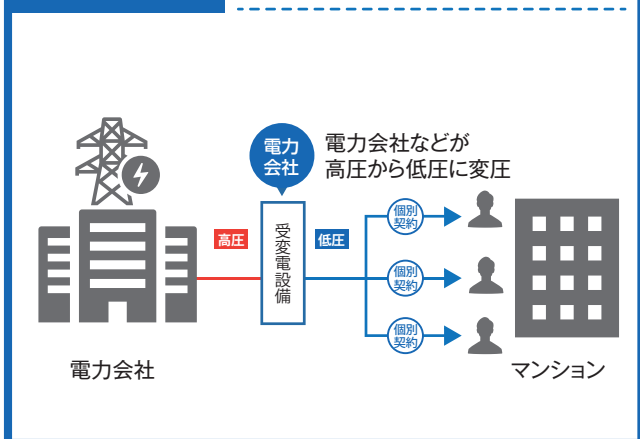 電力
会社
電力会社などが
高圧から低圧に変圧
高圧
受変電設備
低圧
個別
契約
個別
契約
個別
契約
電力会社
マンション